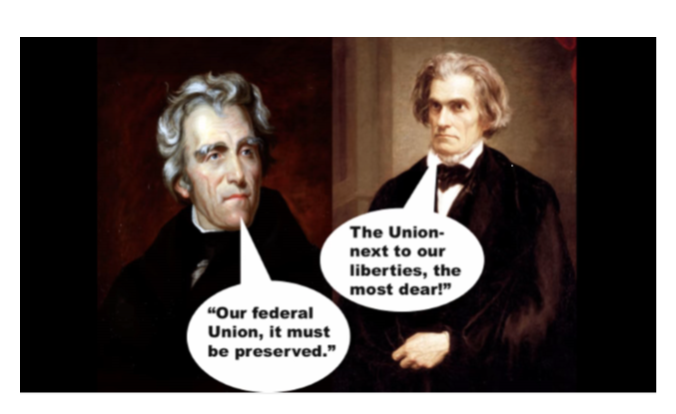 “Our federal
Union, it must
be preserved.”
The Union-
next to our
liberties, the
most dear!”